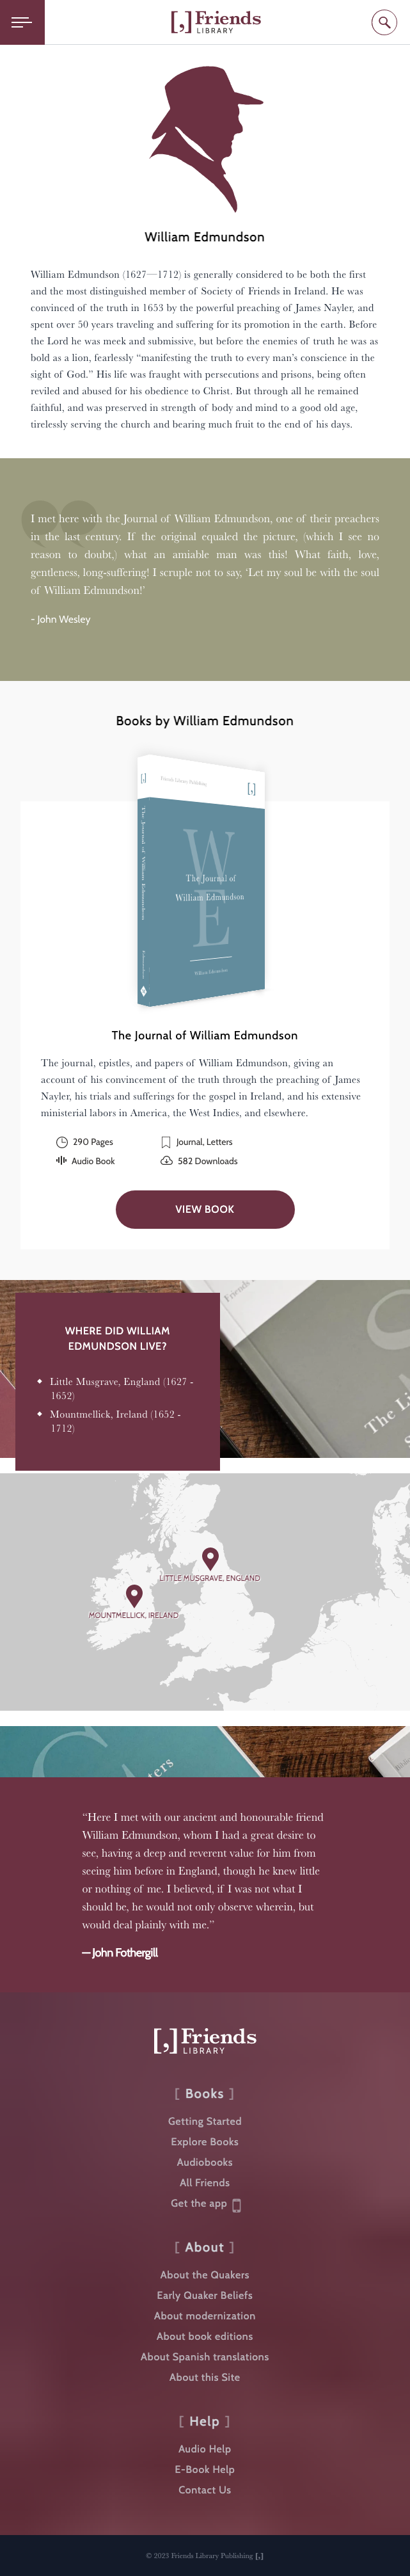 [,] Friends
LIBRARY
William Edmundson
William Edmundson (1627—1712) is generally considered to be both the first
and the most distinguished member of Society of Friends in Ireland. He was
convinced of the truth in 1653 by the powerful preaching of James Nayler, and
spent over 50 years traveling and suffering for its promotion in the earth. Before
the Lord he was meek and submissive, but before the enemies of truth he was as
bold as a lion, fearlessly “manifesting the truth to every man’s conscience in the
sight of God.” His life was fraught with persecutions and prisons, being often
reviled and abused for his obedience to Christ. But through all he remained
faithful, and was preserved in strength of body and mind to a good old age,
tirelessly serving the church and bearing much fruit to the end of his days.
I met here with the Journal of William Edmundson, one of their preachers
in the last century. If the original equaled the picture, (which I see no
reason to doubt,) what an amiable man was this! What faith, love,
gentleness, long-suffering! I scruple not to say, ‘Let my soul be with the soul
of William Edmundson!’
- John Wesley
Books by William Edmundson
[,]
Friends Library Publishing
[,]
The Journal of William Edmundson
Edmundson
WE
The Journal of
William Edmundson
William Edmundson
The Journal of William Edmundson
The journal, epistles, and papers of William Edmundson, giving an
account of his convincement of the truth through the preaching of James
Nayler, his trials and sufferings for the gospel in Ireland, and his extensive
ministerial labors in America, the West Indies, and elsewhere.
290 Pages
Journal, Letters
Audio Book
582 Downloads
VIEW BOOK
Friends
The Li
WHERE DID WILLIAM
EDMUNDSON LIVE?
Little Musgrave, England (1627 -
1652)
Mountmellick, Ireland (1652 -
1712)
LITTLE MUSGRAVE, ENGLAND
MOUNTMELLICK, IRELAND
tters
“Here I met with our ancient and honourable friend
William Edmundson, whom I had a great desire to
see, having a deep and reverent value for him from
seeing him before in England, though he knew little
or nothing of me. I believed, if I was not what I
should be, he would not only observe wherein, but
would deal plainly with me.”
— John Fothergill
[,] Friends
LIBRARY
[ Books ]
Getting Started
Explore Books
Audiobooks
All Friends
Get the app
[ About ]
About the Quakers
Early Quaker Beliefs
About modernization
About book editions
About Spanish translations
About this Site
[ Help ]
Audio Help
E-Book Help
Contact Us
© 2023 Friends Library Publishing [,]